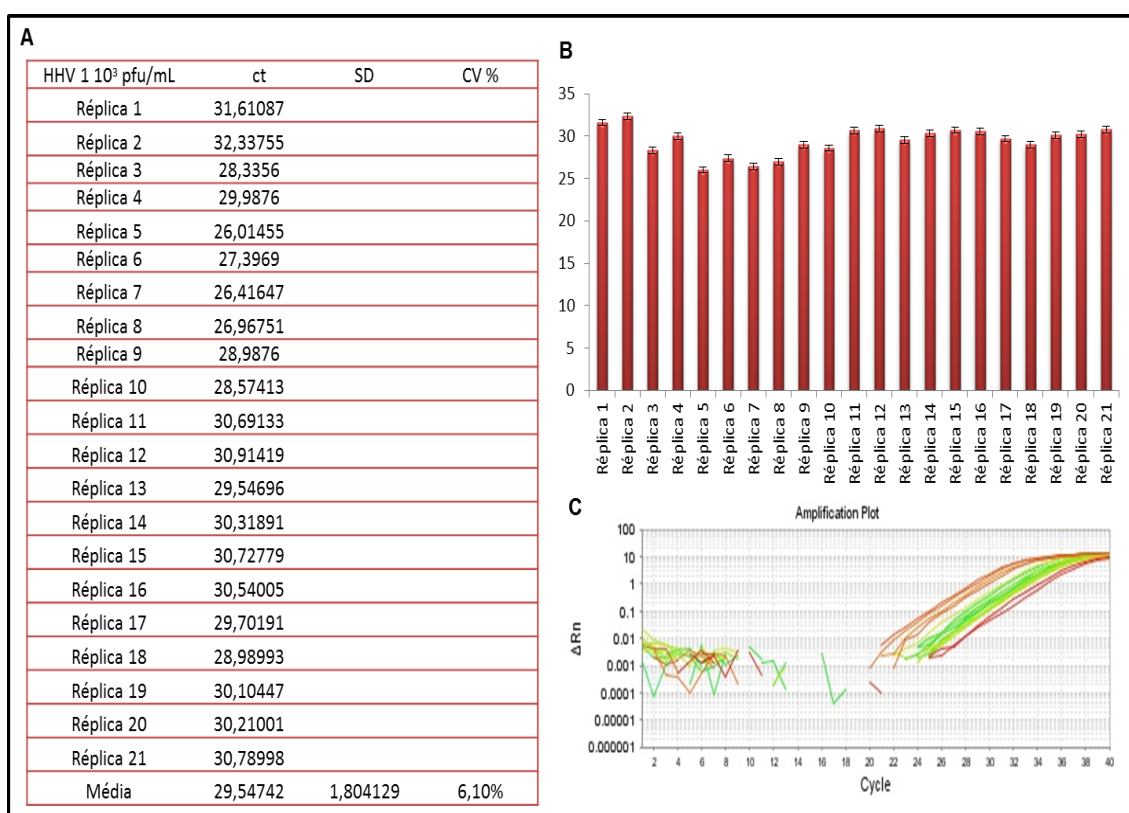 A
HHV 1 10³ pfu/mL ct SD CV %
Réplica 1 31,61087
Réplica 2 32,33755
Réplica 3 28,3356
Réplica 4 29,9876
Réplica 5 26,01455
Réplica 6 27,3969
Réplica 7 26,41647
Réplica 8 26,96751
Réplica 9 28,9876
Réplica 10 28,57413
Réplica 11 30,69133
Réplica 12 30,91419
Réplica 13 29,54696
Réplica 14 30,31891
Réplica 15 30,72779
Réplica 16 30,54005
Réplica 17 29,70191
Réplica 18 28,98993
Réplica 19 30,10447
Réplica 20 30,21001
Réplica 21 30,78998
Média 29,54742 1,804129 6,10%
B
35
30
25
20
15
10
5
0
Réplica 1
Réplica 2
Réplica 3
Réplica 4
Réplica 5
Réplica 6
Réplica 7
Réplica 8
Réplica 9
Réplica 10
Réplica 11
Réplica 12
Réplica 13
Réplica 14
Réplica 15
Réplica 16
Réplica 17
Réplica 18
Réplica 19
Réplica 20
Réplica 21
C
Amplification Plot
ΔRn
100
10
1
0.1
0.01
0.001
0.0001
0.00001
0.000001
2 4 6 8 10 12 14 16 18 20 22 24 26 28 30 32 34 36 38 40
Cycle